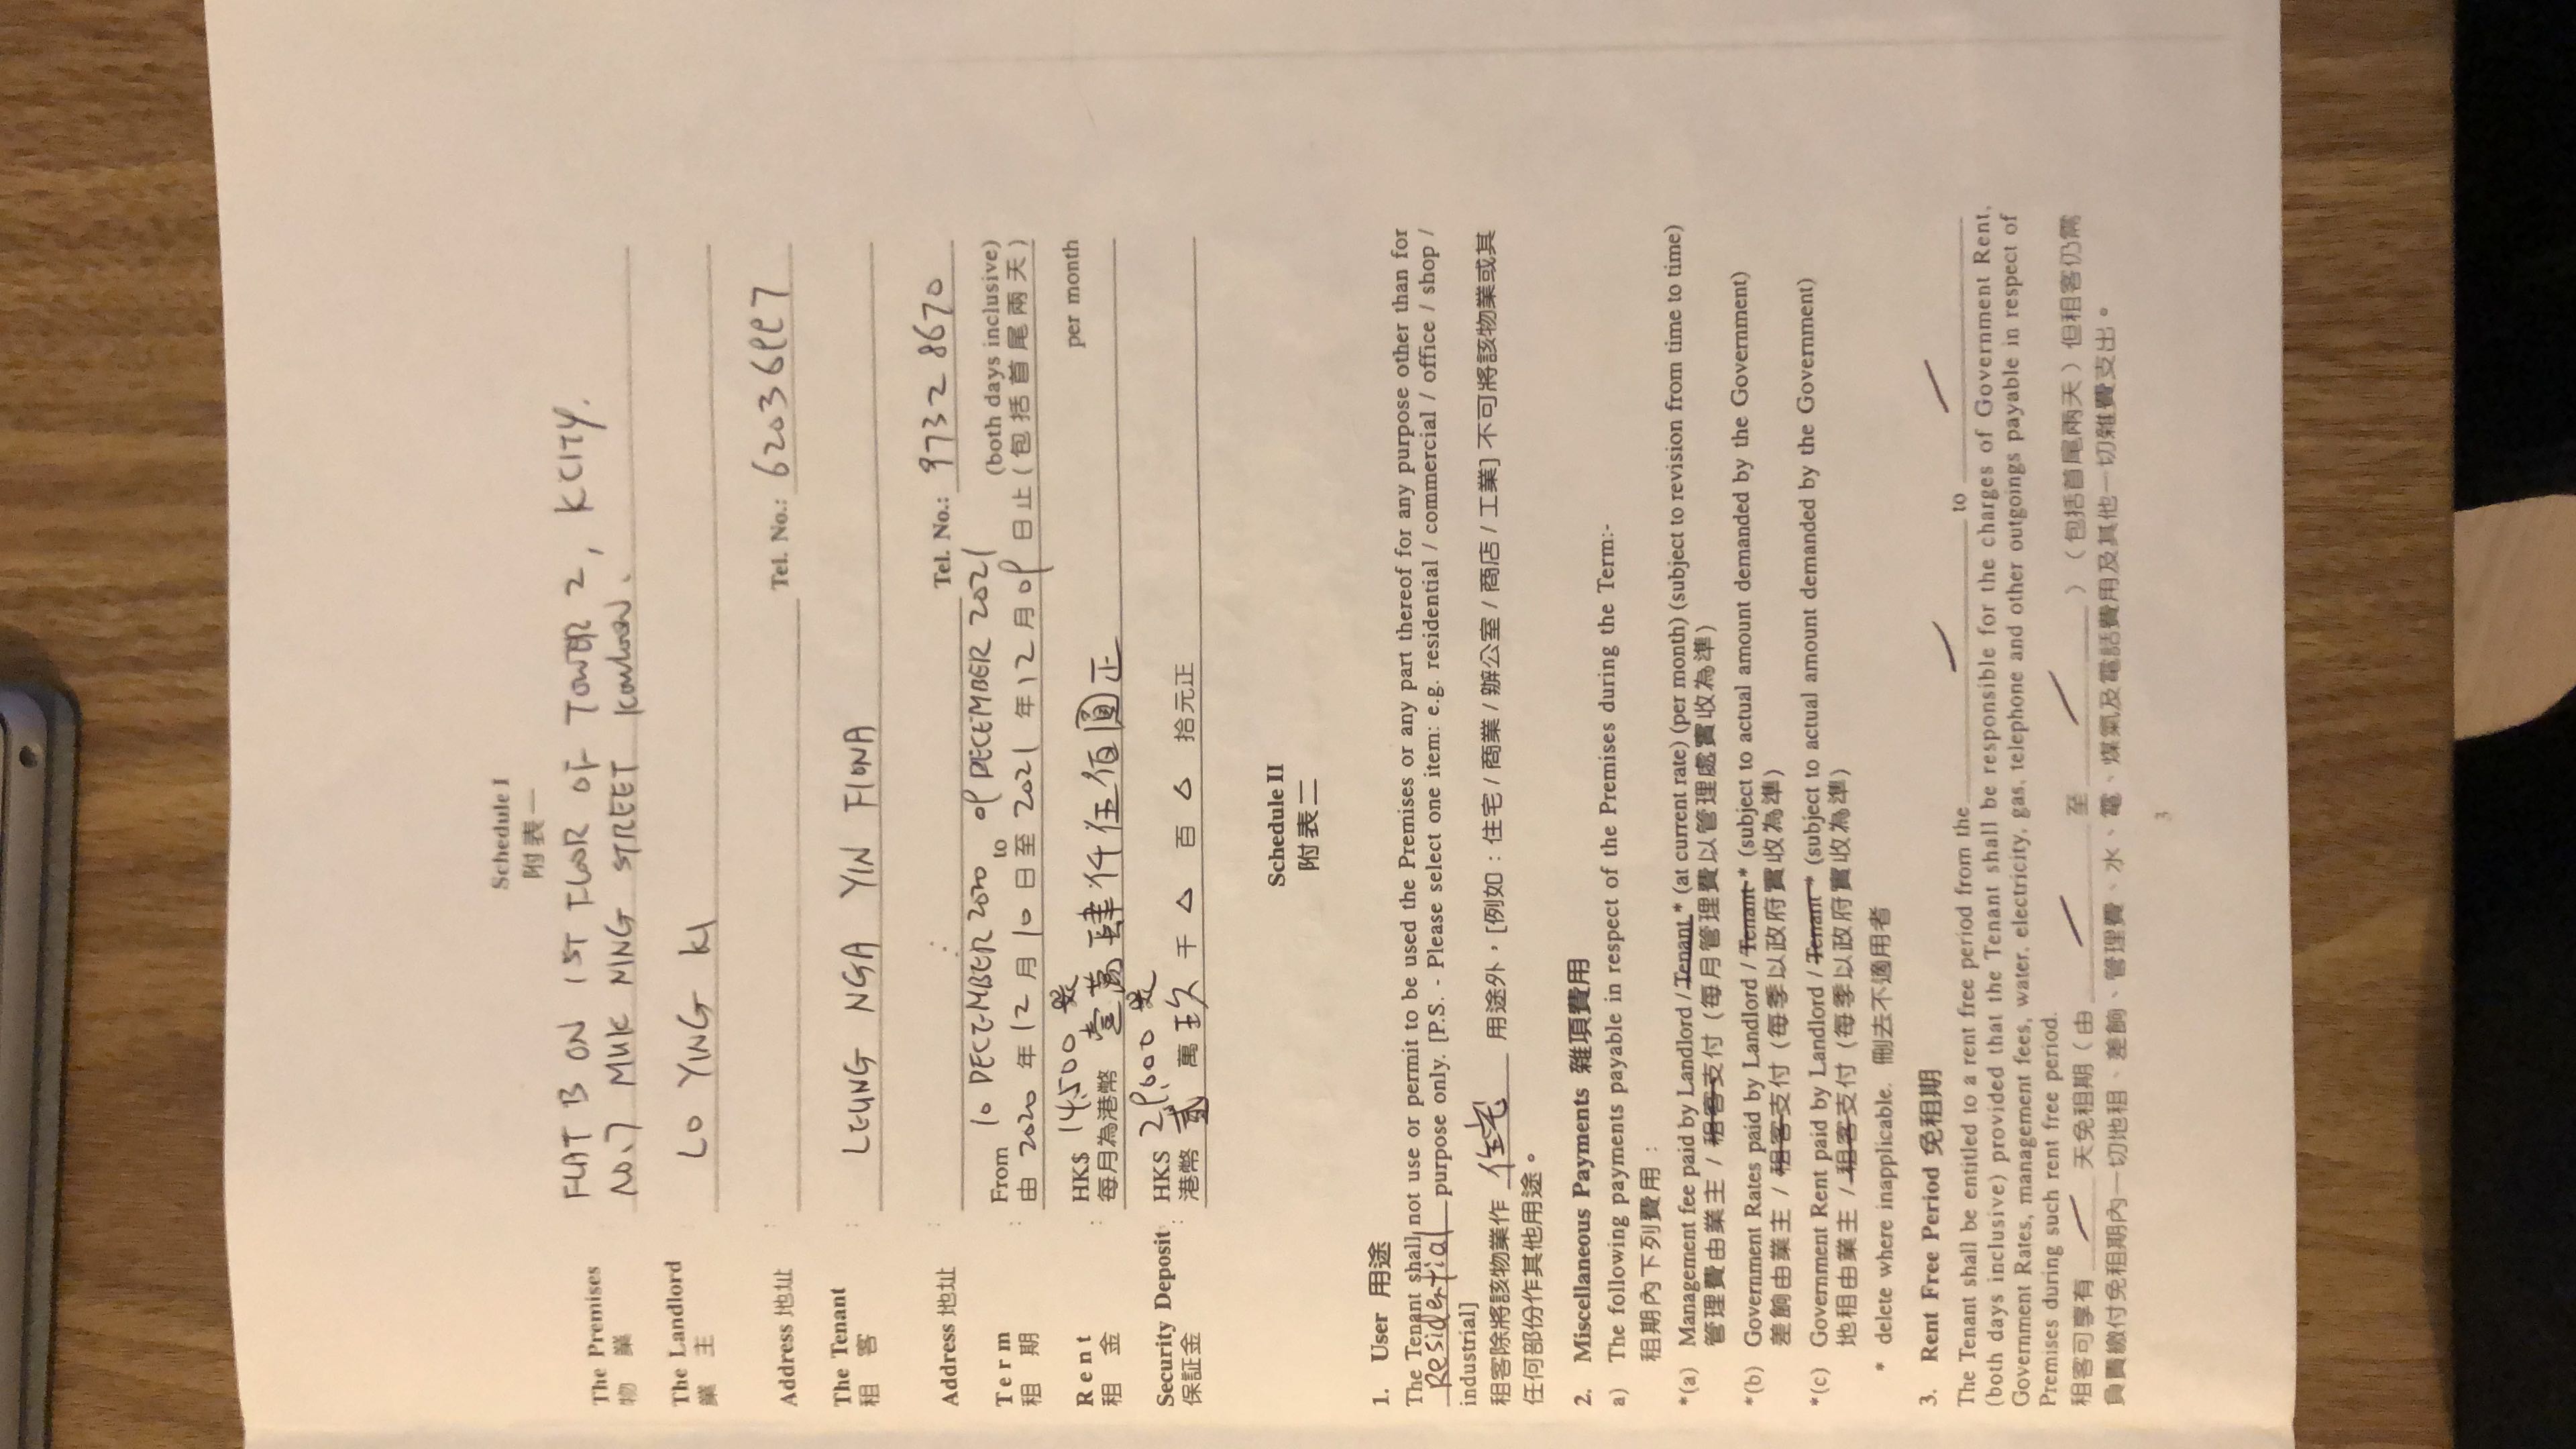 Schedule I
附表一
The Premises : FLAT B ON 1ST FLOOR OF TOWER 2, K CITY.
物 業 NO.7 MUK NING STREET Kowloon.
The Landlord : LO YING KI
業 主
Address 地址 : Tel. No.: 62036997
The Tenant : LEUNG NGA YIN FIONA
租 客
Address 地址 : Tel. No.: 9732 8670
Term : From 10 DECEMBER 2020 to 09 DECEMBER 2021 (both days inclusive)
租 期 由 2020 年 12 月 10 日 至 2021 年 12 月 09 日止 (包括首尾兩天)
Rent : HK$ 14,500 per month
租 金 每月為港幣 壹萬肆仟伍佰圓正
Security Deposit : HK$ 29,000
保証金 港幣 貳 萬 玖 千 △ 百 △ 拾元正
Schedule II
附表二
1. User 用途
The Tenant shall not use or permit to be used the Premises or any part thereof for any purpose other than for
Residential purpose only. [P.S. - Please select one item: e.g. residential / commercial / office / shop /
industrial]
租客除將該物業作 住宅 用途外，[例如：住宅 / 商業 / 辦公室 / 商店 / 工業] 不可將該物業或其
任何部份作其他用途。
2. Miscellaneous Payments 雜項費用
a) The following payments payable in respect of the Premises during the Term:-
租期內下列費用：
*(a) Management fee paid by Landlord / Tenant * (at current rate) (per month) (subject to revision from time to time)
管理費由業主 / 租客支付 (每月管理費以管理處實收為準)
*(b) Government Rates paid by Landlord / Tenant * (subject to actual amount demanded by the Government)
差餉由業主 / 租客支付 (每季以政府實收為準)
*(c) Government Rent paid by Landlord / Tenant * (subject to actual amount demanded by the Government)
地租由業主 / 租客支付 (每季以政府實收為準)
* delete where inapplicable. 刪去不適用者
3. Rent Free Period 免租期
The Tenant shall be entitled to a rent free period from the to
(both days inclusive) provided that the Tenant shall be responsible for the charges of Government Rent,
Government Rates, management fees, water, electricity, gas, telephone and other outgoings payable in respect of
Premises during such rent free period.
租客可享有 天免租期 (由 至 ) (包括首尾兩天) 但租客仍需
負責繳付免租期內一切地租、差餉、管理費、水、電、煤氣及電話費用及其他一切雜費支出。
3